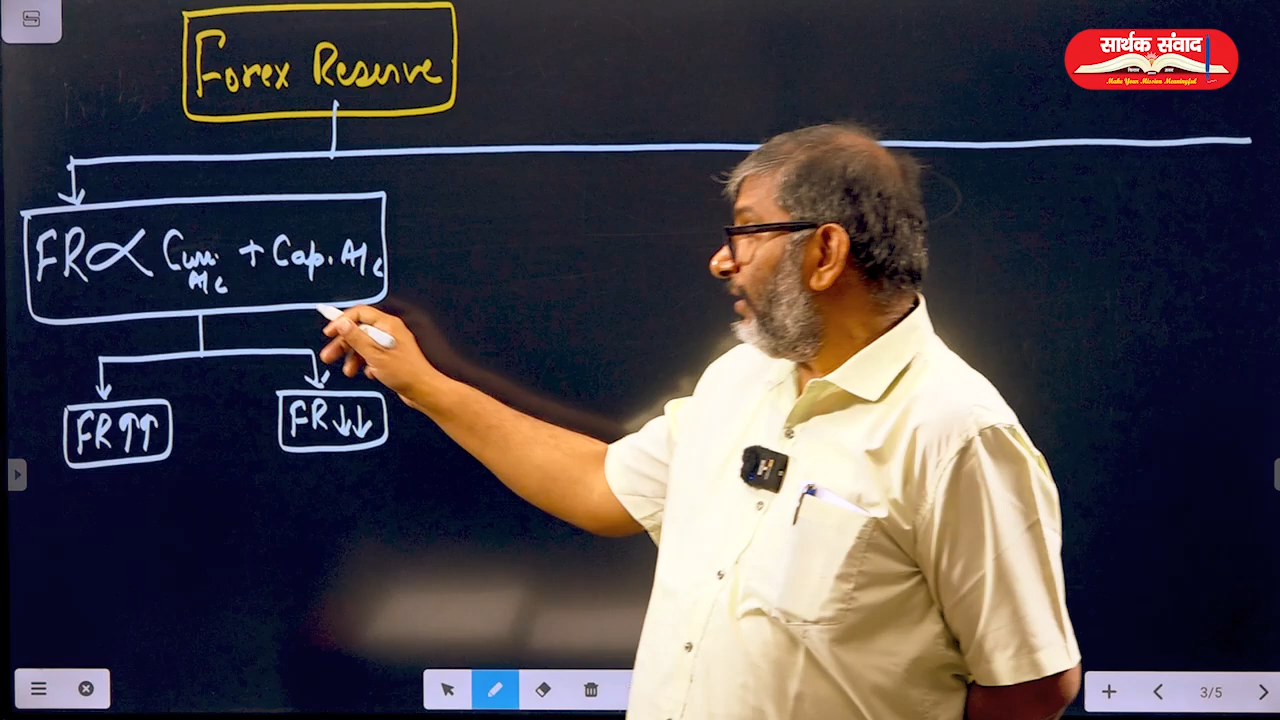 Forex Reserve
सार्थक संवाद
Make Your Mission Meaningful
FR ∝ Curr. A/c + Cap. A/c
FR↑↑
FR↓↓
3/5